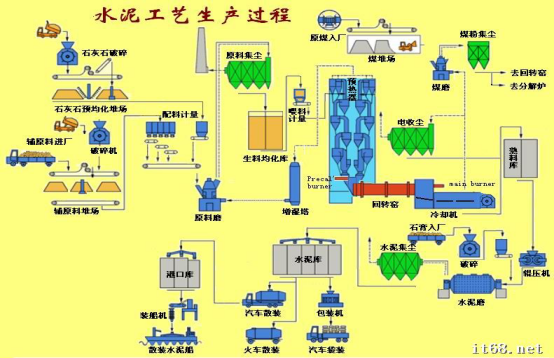 水泥工艺生产过程
原煤入厂
煤粉集尘
石灰石破碎
原料集尘
煤堆场
预热器
煤磨
去回转窑
去分解炉
石灰石预均化堆场
喂料计量
辅原料进厂
配料计量
电收尘
破碎机
生料均化库
熟料库
Precal burner
main burner
辅原料堆场
原料磨
增湿塔
回转窑
冷却机
石膏入厂
水泥库
水泥集尘
破碎
辊压机
港口库
水泥磨
装船机
汽车散装
包装机
散装水泥船
火车散装
汽车袋装
it68.net